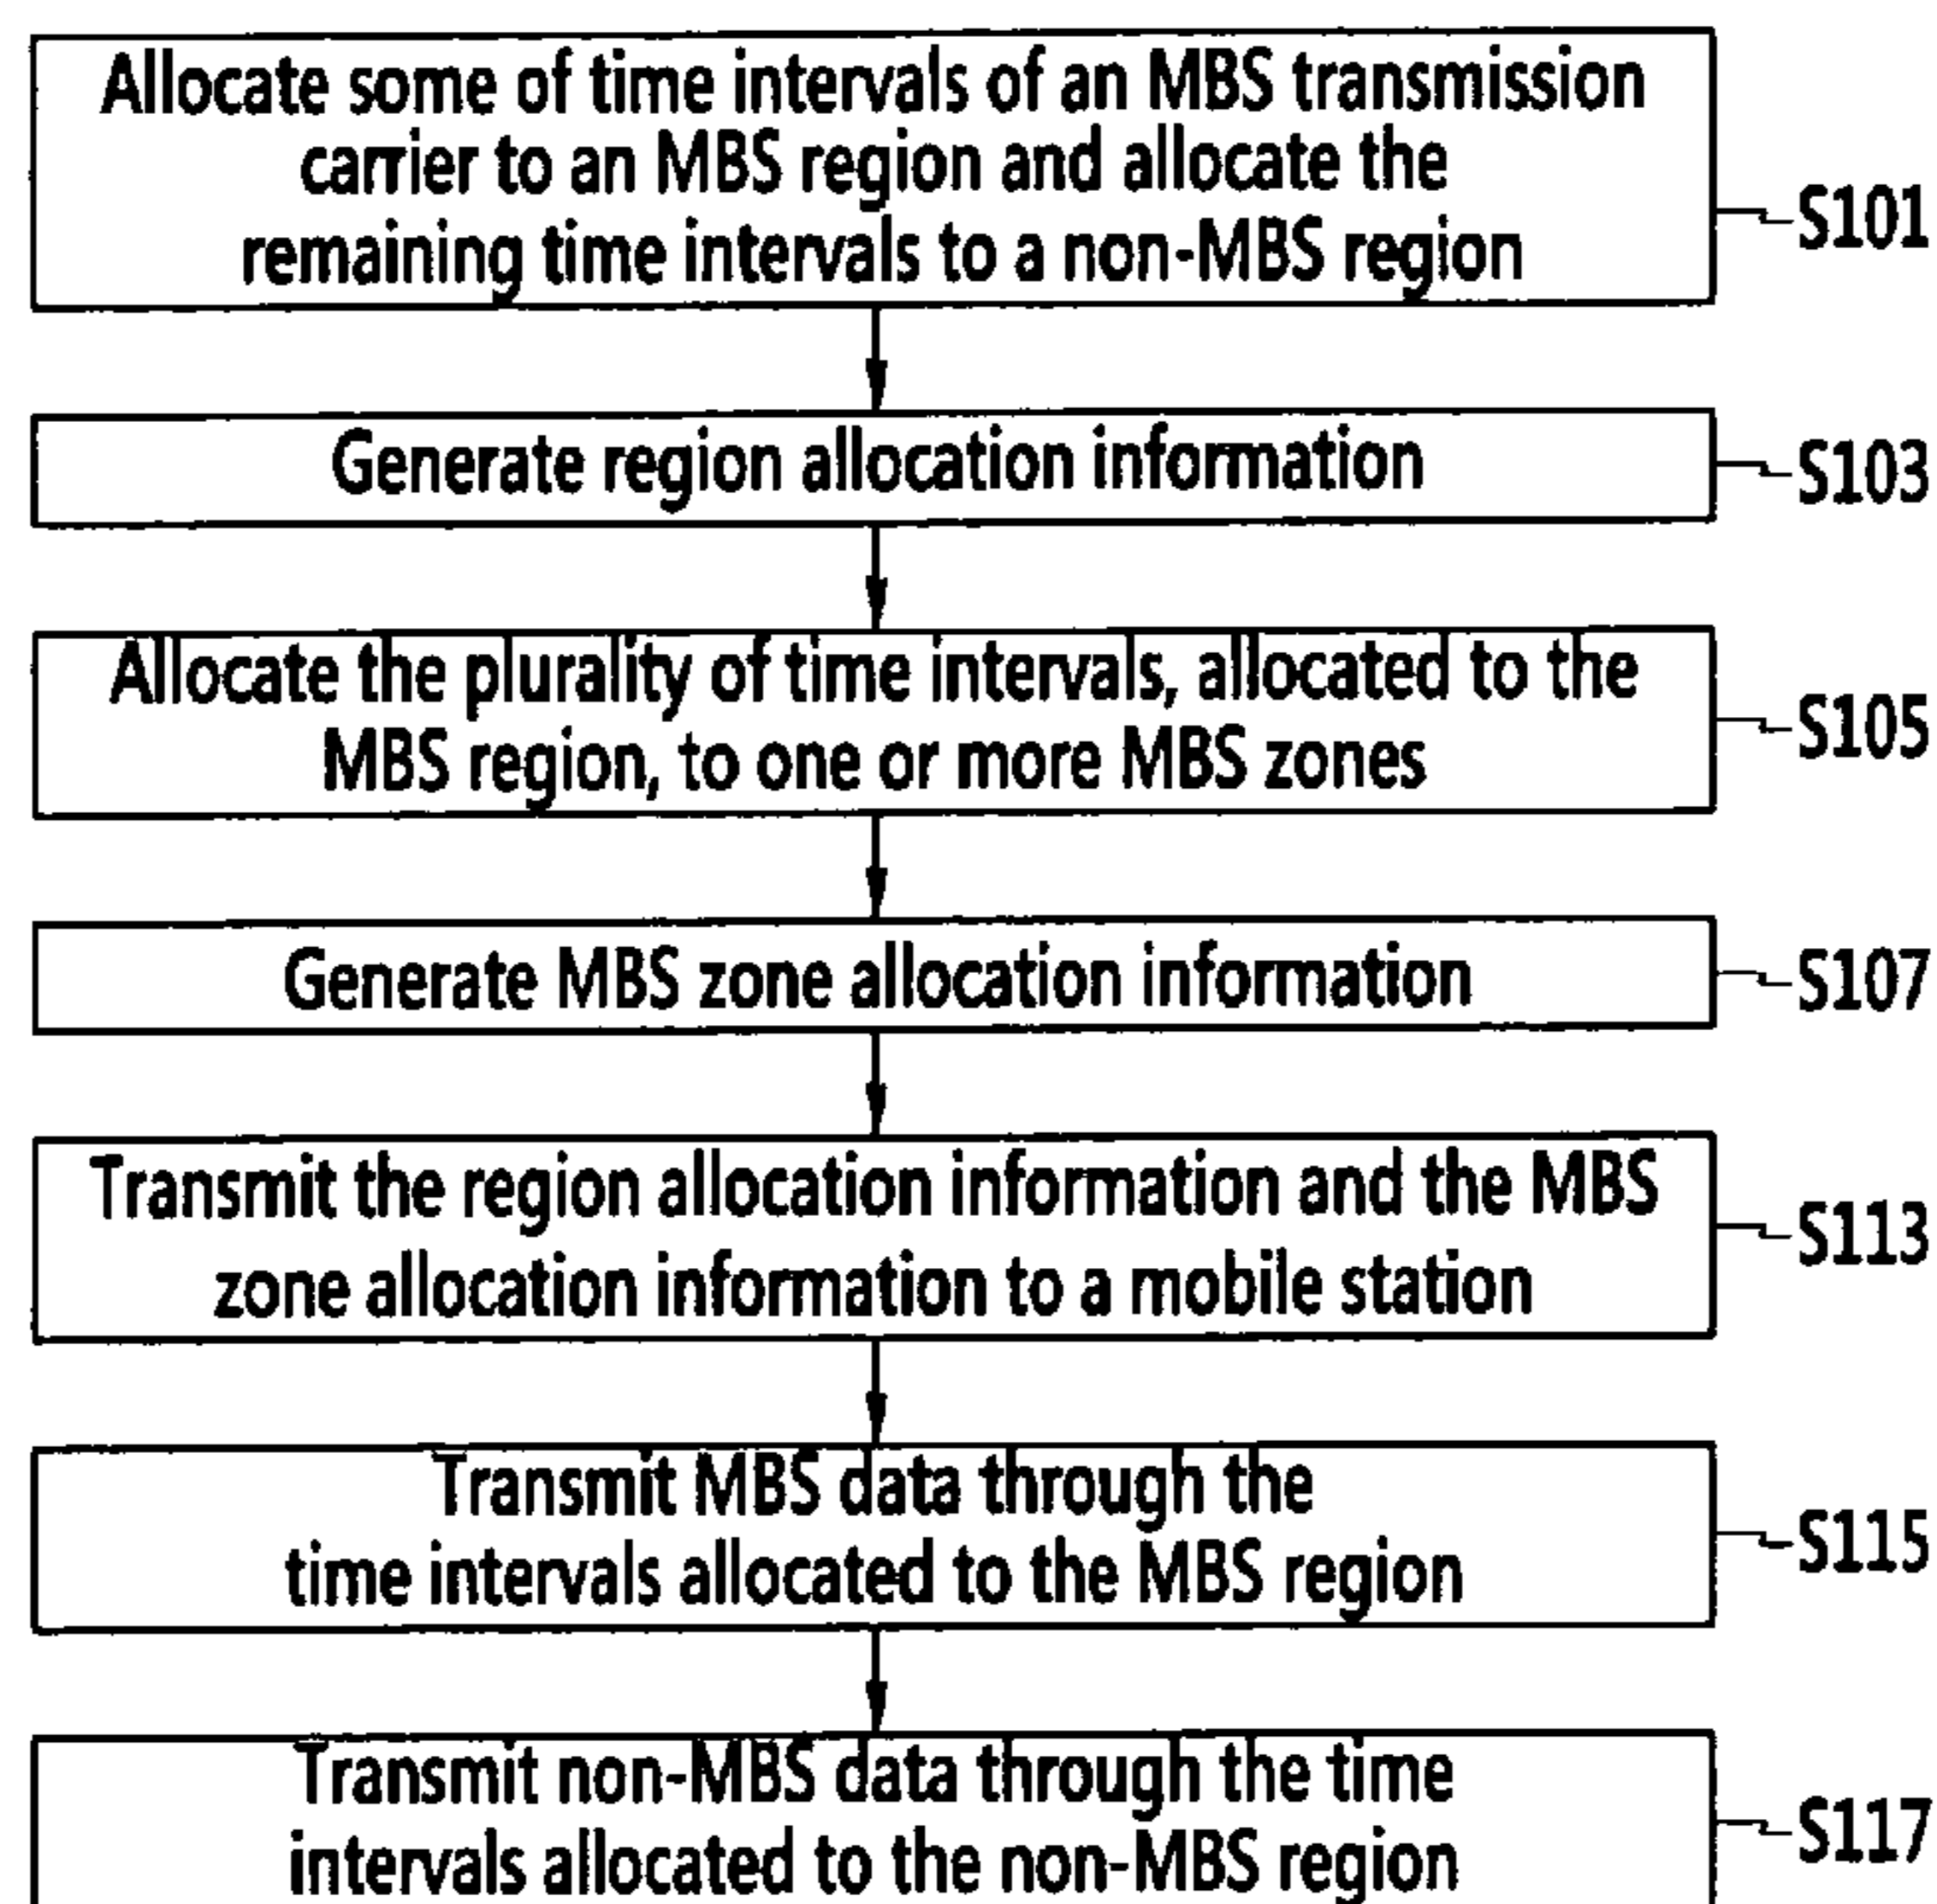 Allocate some of time intervals of an MBS transmission
carrier to an MBS region and allocate the
remaining time intervals to a non-MBS region
S101
Generate region allocation information
S103
Allocate the plurality of time intervals, allocated to the
MBS region, to one or more MBS zones
S105
Generate MBS zone allocation information
S107
Transmit the region allocation information and the MBS
zone allocation information to a mobile station
S113
Transmit MBS data through the
time intervals allocated to the MBS region
S115
Transmit non-MBS data through the time
intervals allocated to the non-MBS region
S117